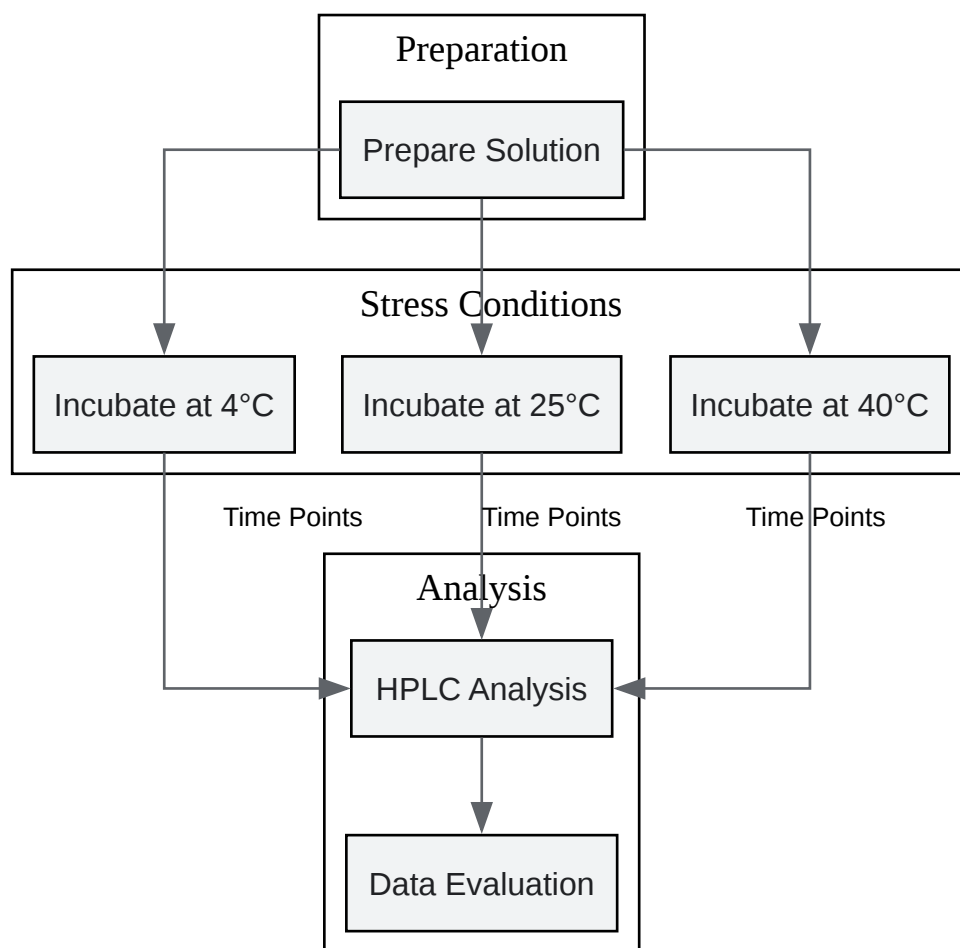 Preparation
Prepare Solution
Stress Conditions
Incubate at 4°C
Incubate at 25°C
Incubate at 40°C
Time Points
Time Points
Time Points
Analysis
HPLC Analysis
Data Evaluation